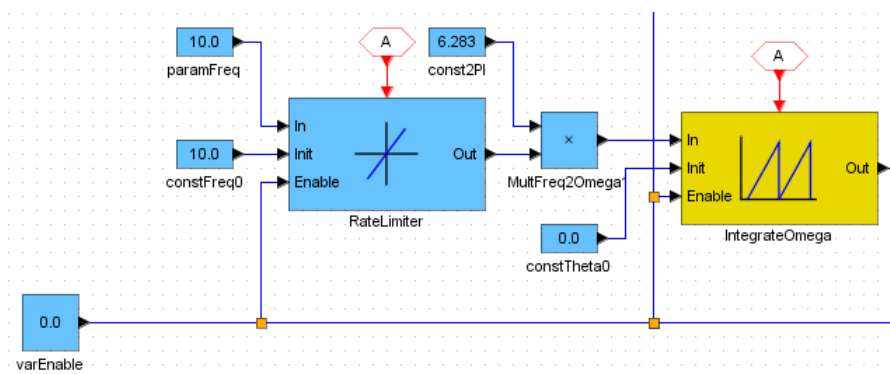 10.0
paramFreq
A
6.283
const2PI
A
In
Init
Enable
Out
RateLimiter
10.0
constFreq0
×
MultFreq2Omega1
In
Init
Enable
Out
IntegrateOmega
0.0
constTheta0
0.0
varEnable